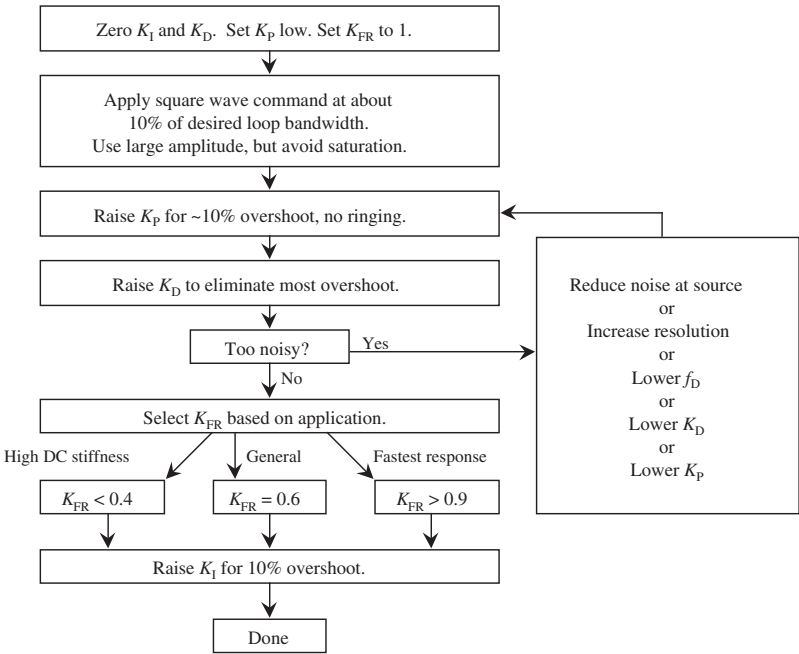 Zero K_I and K_D. Set K_P low. Set K_FR to 1.
Apply square wave command at about
10% of desired loop bandwidth.
Use large amplitude, but avoid saturation.
Raise K_P for ~10% overshoot, no ringing.
Raise K_D to eliminate most overshoot.
Too noisy?
Yes
No
Reduce noise at source
or
Increase resolution
or
Lower f_D
or
Lower K_D
or
Lower K_P
Select K_FR based on application.
High DC stiffness
General
Fastest response
K_FR < 0.4
K_FR = 0.6
K_FR > 0.9
Raise K_I for 10% overshoot.
Done